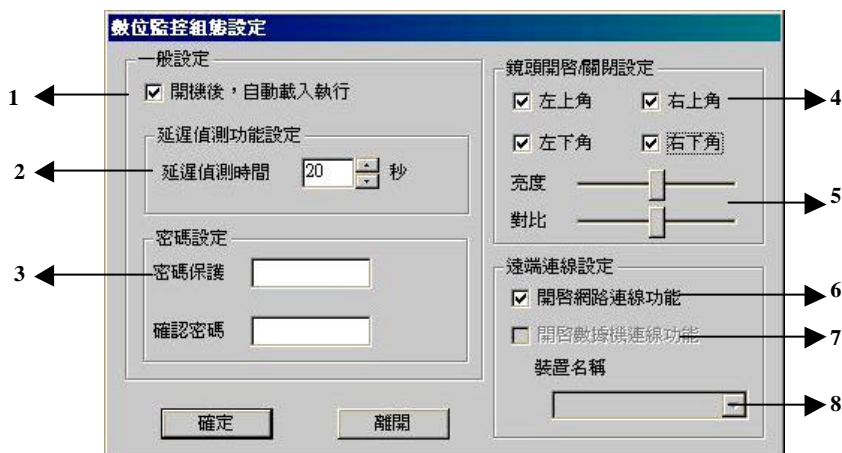 數位監控組態設定
一般設定
1
開機後，自動載入執行
延遲偵測功能設定
2
延遲偵測時間 20 秒
密碼設定
3
密碼保護
確認密碼
確定
離開
鏡頭開啓/關閉設定
左上角 右上角
4
左下角 右下角
亮度
5
對比
遠端連線設定
開啓網路連線功能
6
開啓數據機連線功能
7
裝置名稱
8